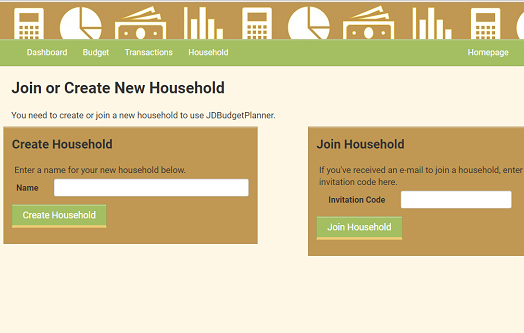 Dashboard Budget Transactions Household Homepage
Join or Create New Household
You need to create or join a new household to use JDBudgetPlanner.
Create Household
Enter a name for your new household below.
Name
Create Household
Join Household
If you've received an e-mail to join a household, enter
invitation code here.
Invitation Code
Join Household